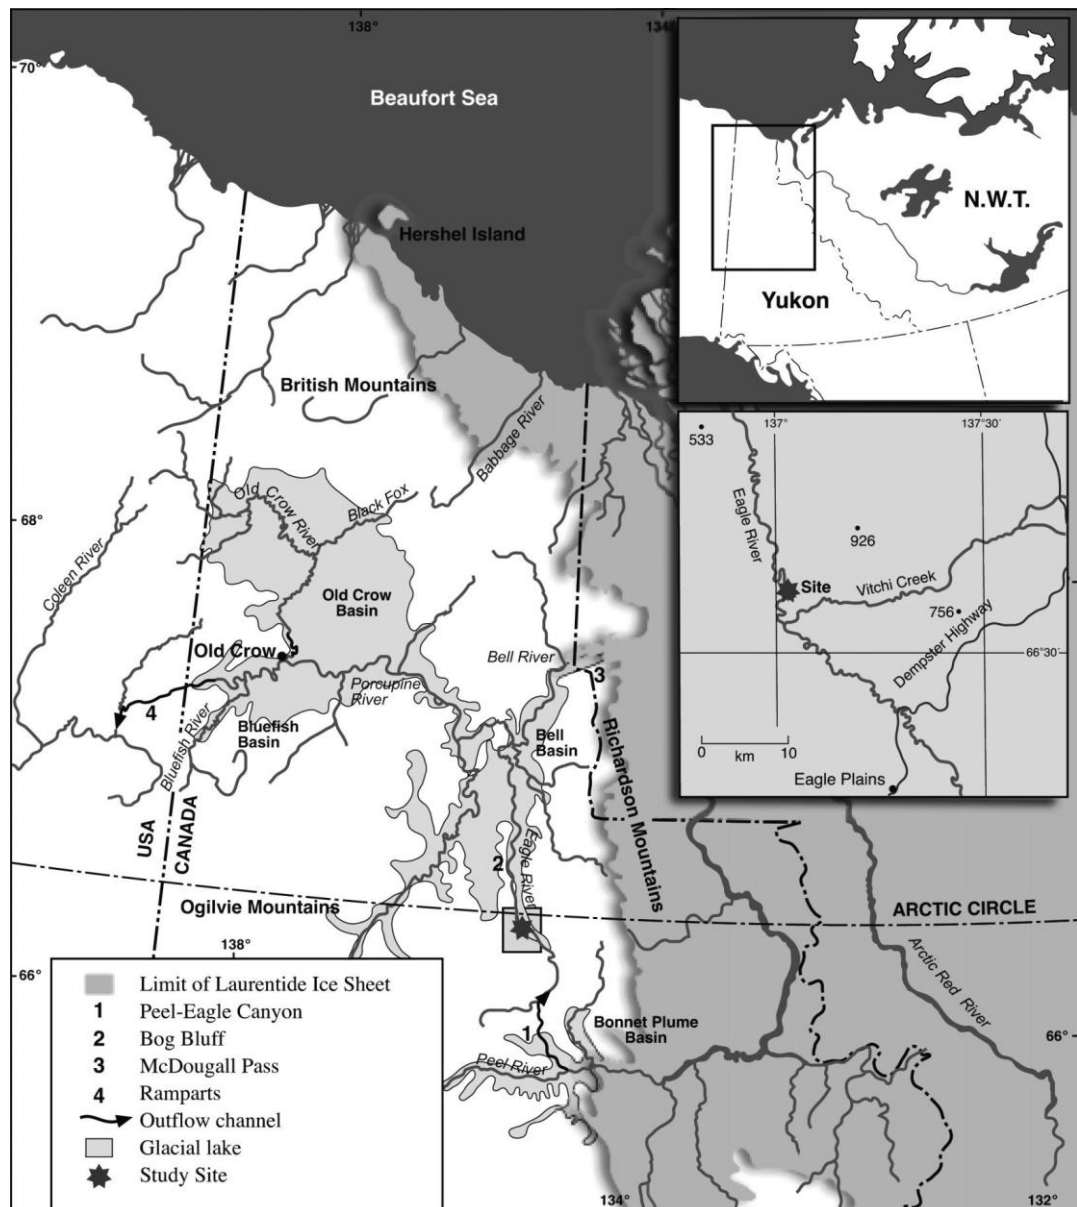 138°
134°
70°
Beaufort Sea
Hershel Island
N.W.T.
Yukon
British Mountains
Babbage River
137°
137°30'
533
Eagle River
926
Vitchi Creek
Site
756
Dempster Highway
66°30'
0
10
km
Eagle Plains
68°
Old Crow River
Black Fox
Coleen River
Old Crow
Basin
Old Crow
Bell River
3
Porcupine
River
4
Bluefish River
Bluefish
Basin
Bell
Basin
Richardson Mountains
USA
CANADA
2
Eagle River
Ogilvie Mountains
ARCTIC CIRCLE
138°
Arctic Red River
66°
Bonnet Plume
Basin
66°
1
Peel River
Limit of Laurentide Ice Sheet
1
Peel-Eagle Canyon
2
Bog Bluff
3
McDougall Pass
4
Ramparts
Outflow channel
Glacial lake
Study Site
134°
132°